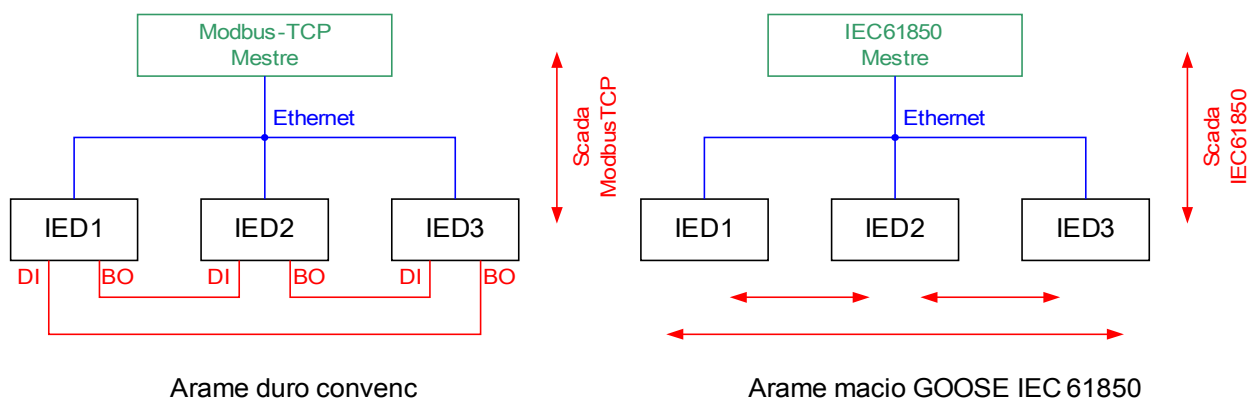 Modbus-TCP
Mestre
Ethernet
Scada
ModbusTCP
IED1
IED2
IED3
DI
BO
DI
BO
DI
BO
Arame duro convenc
IEC61850
Mestre
Ethernet
Scada
IEC61850
IED1
IED2
IED3
Arame macio GOOSE IEC 61850